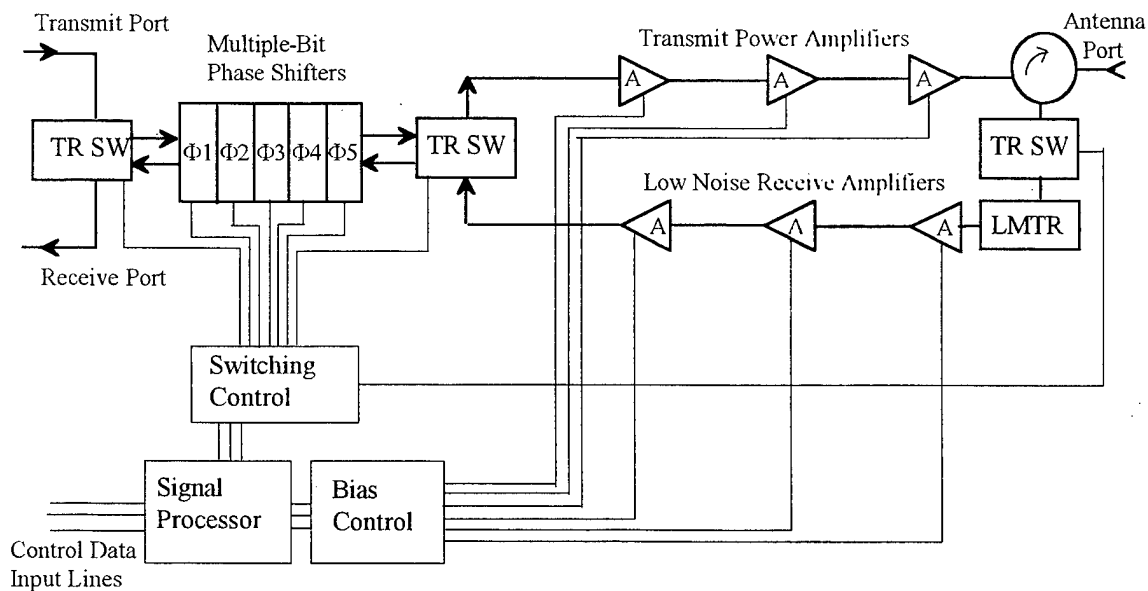 Transmit Port
Multiple-Bit
Phase Shifters
Transmit Power Amplifiers
Antenna
Port
A
A
A
TR SW
Φ1
Φ2
Φ3
Φ4
Φ5
TR SW
TR SW
Low Noise Receive Amplifiers
A
A
A
LMTR
Receive Port
Switching
Control
Signal
Processor
Bias
Control
Control Data
Input Lines